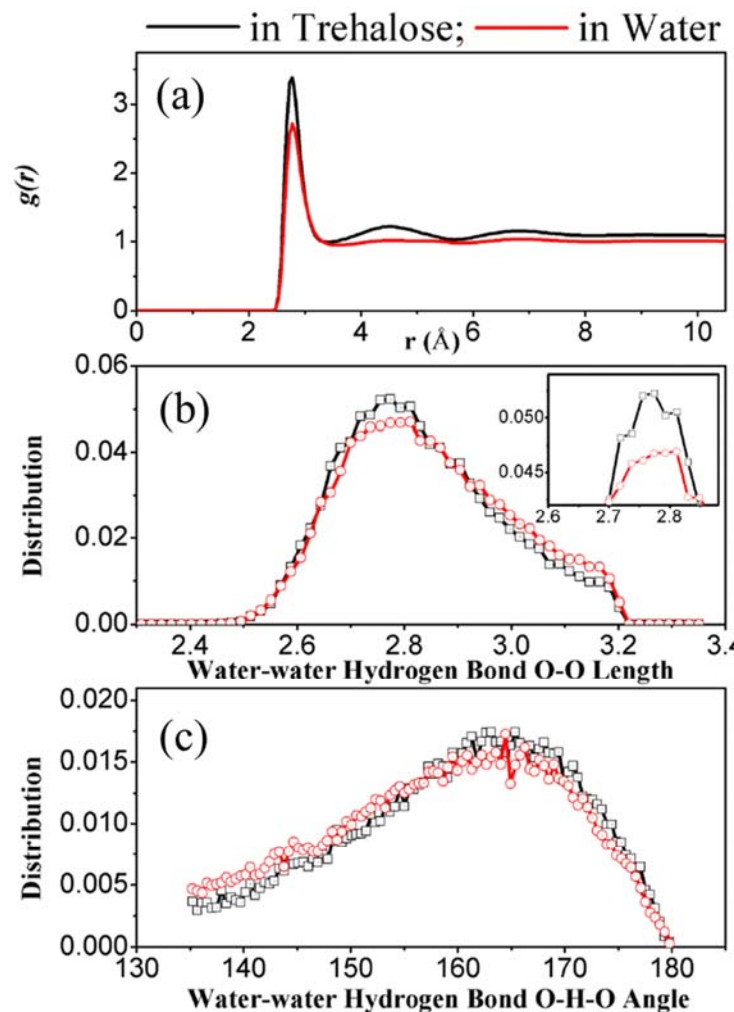 in Trehalose; in Water
(a)
g(r)
3
2
1
0
0 2 4 6 8 10
r (Å)
(b)
Distribution
0.06
0.04
0.02
0.00
2.4 2.6 2.8 3.0 3.2 3.4
0.050
0.045
2.6 2.7 2.8
Water-water Hydrogen Bond O-O Length
(c)
Distribution
0.020
0.015
0.010
0.005
0.000
130 140 150 160 170 180
Water-water Hydrogen Bond O-H-O Angle